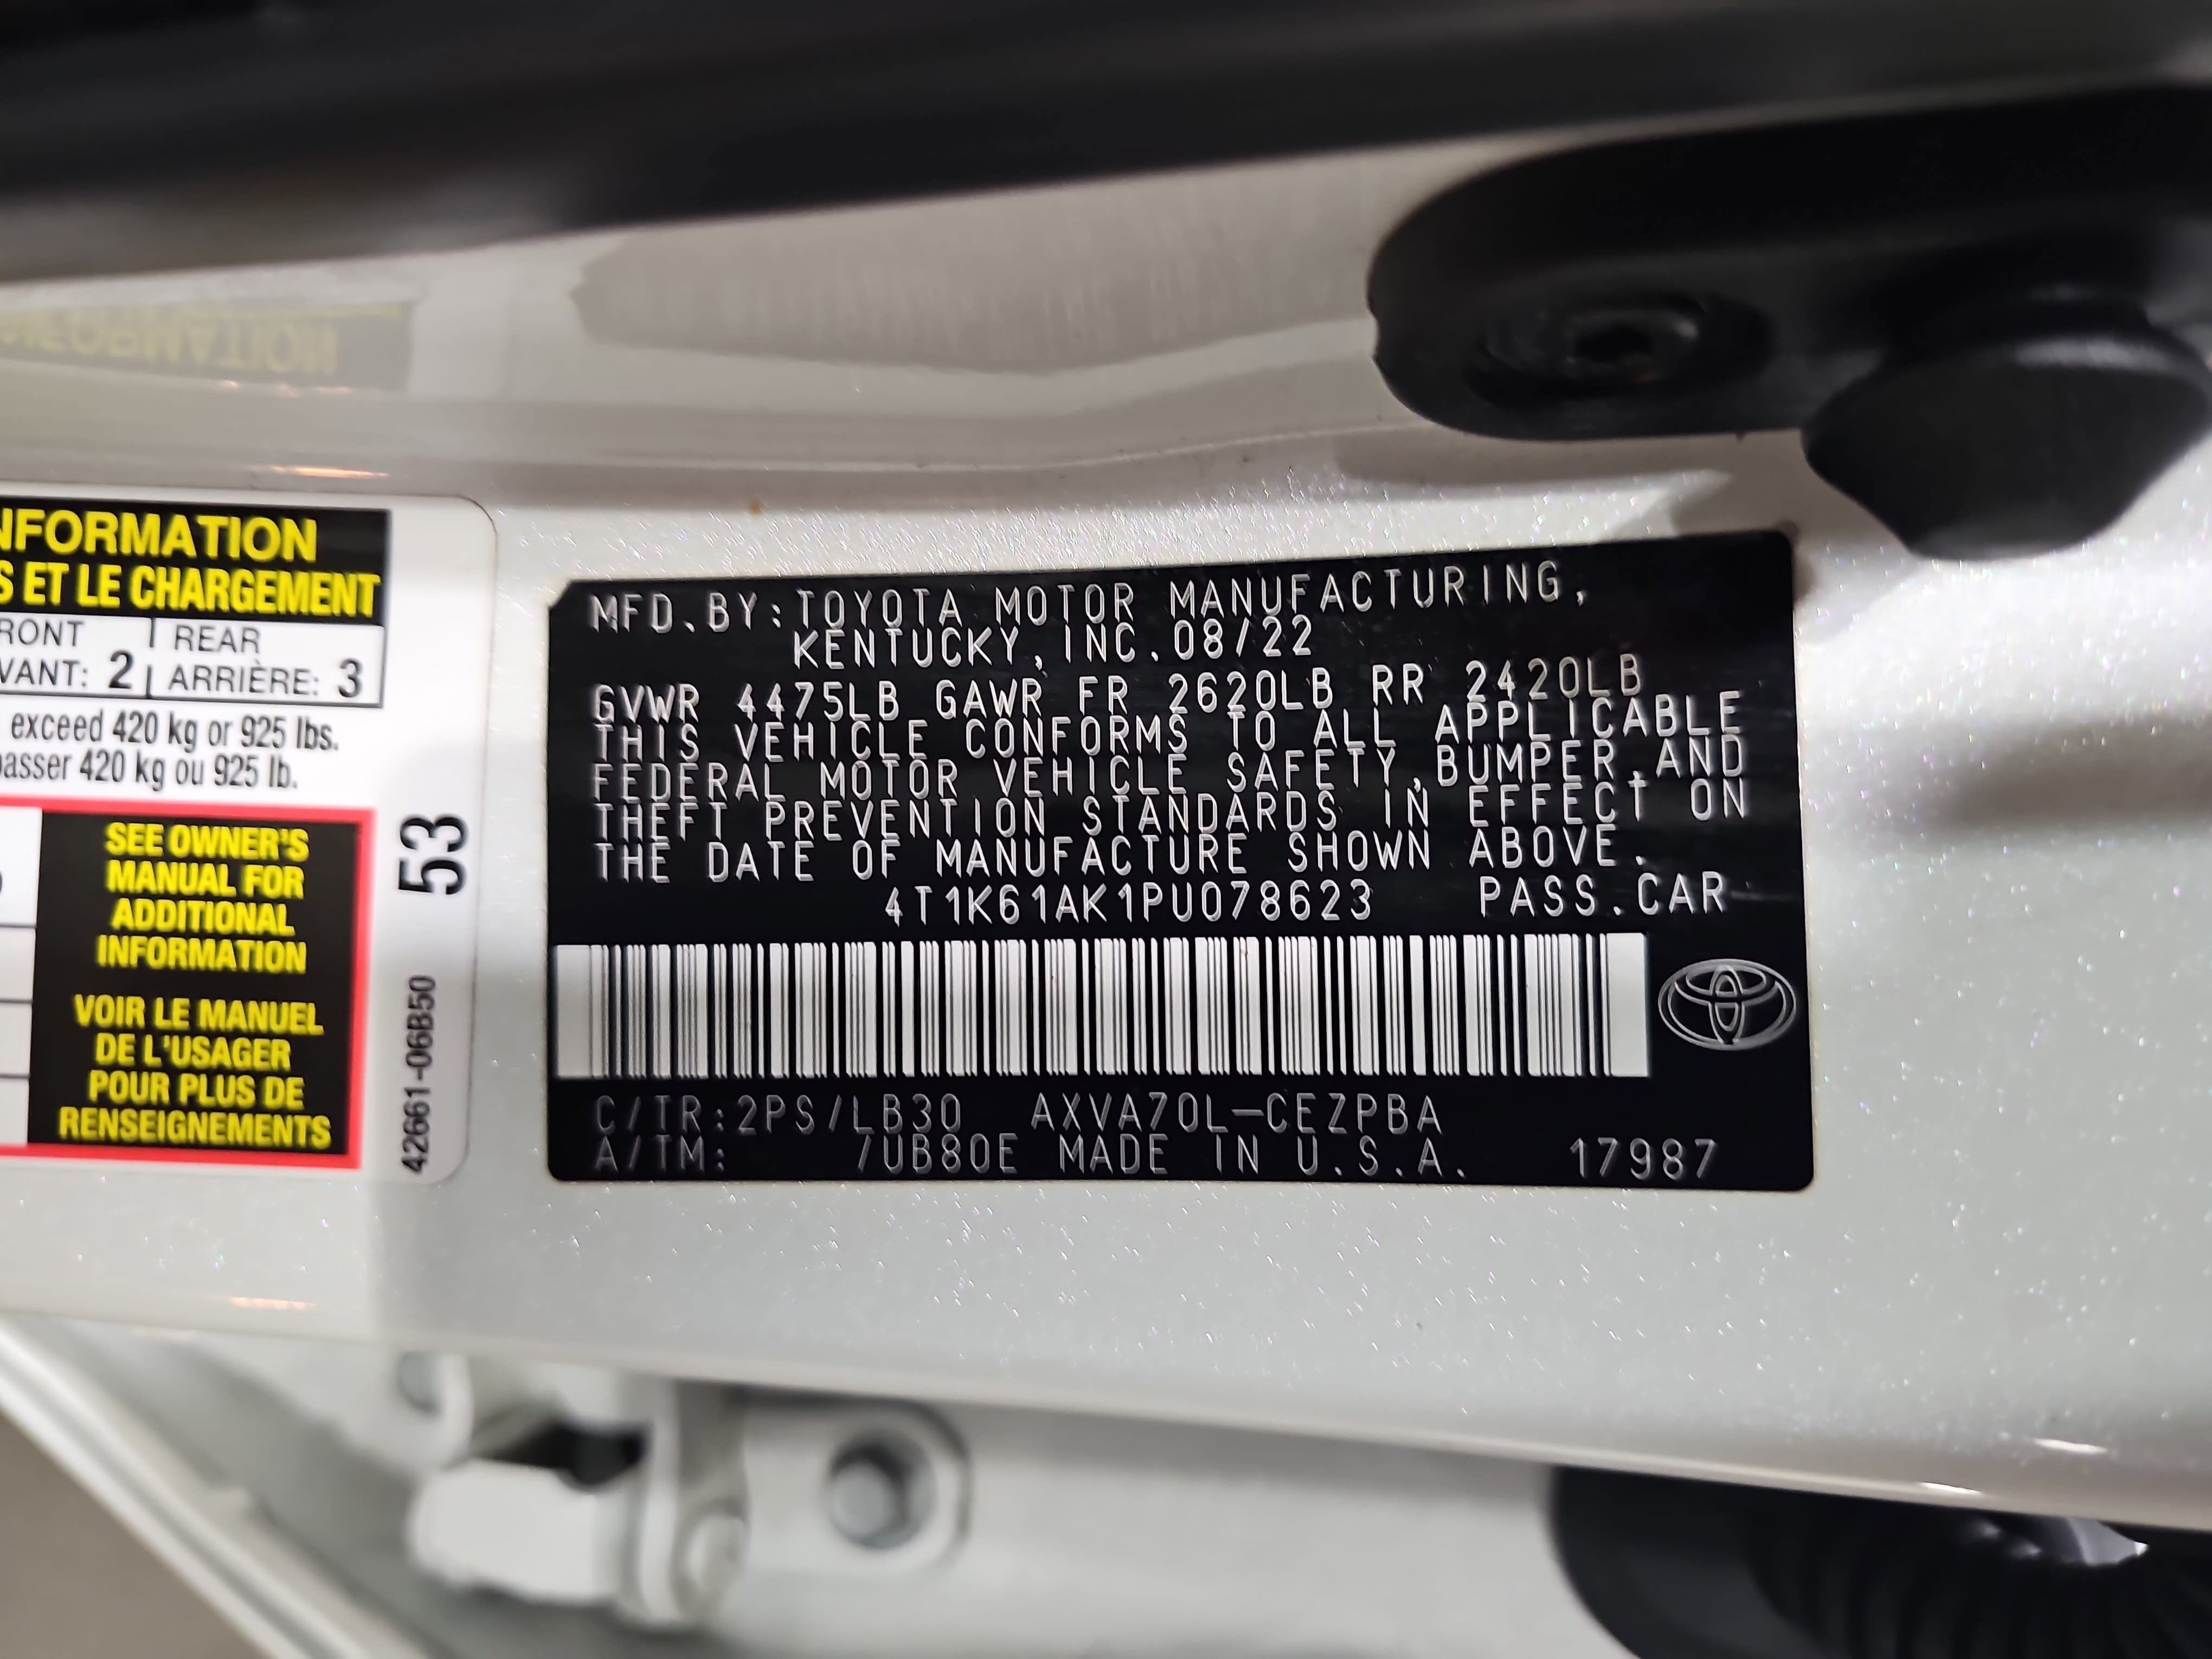 NFORMATION
S ET LE CHARGEMENT
RONT | REAR
VANT: 2 | ARRIÈRE: 3
exceed 420 kg or 925 lbs.
passer 420 kg ou 925 lb.
SEE OWNER'S
MANUAL FOR
ADDITIONAL
INFORMATION
VOIR LE MANUEL
DE L'USAGER
POUR PLUS DE
RENSEIGNEMENTS
53
42661-06B50
MFD.BY:TOYOTA MOTOR MANUFACTURING,
KENTUCKY, INC.08/22
GVWR 4475LB GAWR FR 2620LB RR 2420LB
THIS VEHICLE CONFORMS TO ALL APPLICABLE
FEDERAL MOTOR VEHICLE SAFETY,BUMPER,AND
THEFT PREVENTION STANDARDS IN EFFECT ON
THE DATE OF MANUFACTURE SHOWN ABOVE.
4T1K61AK1PU078623 PASS.CAR
C/TR:2PS/LB30 AXVA70L-CEZPBA
A/TM: /UB80E MADE IN U.S.A. 17987